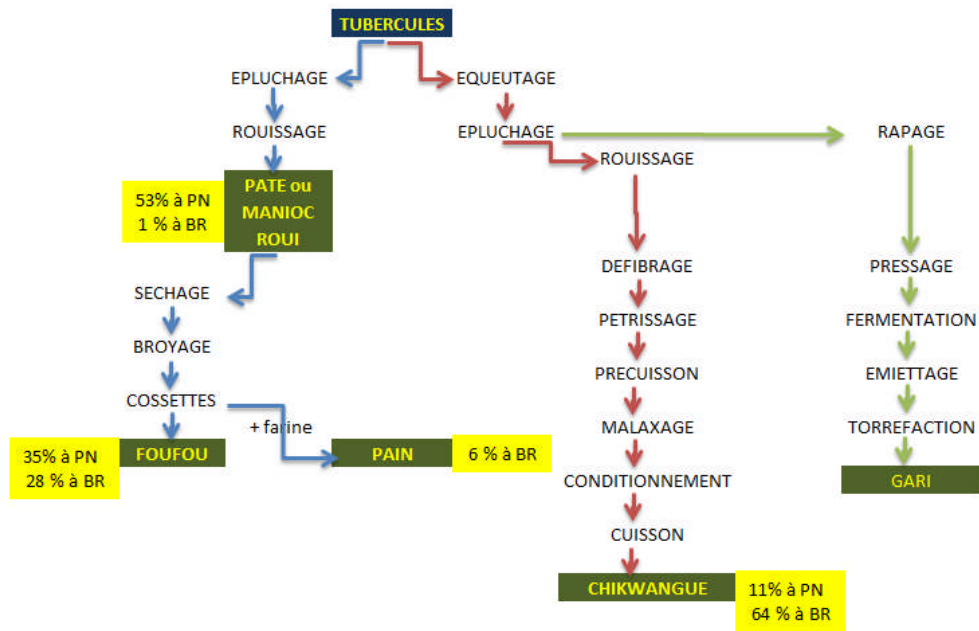 TUBERCULES
EPLUCHAGE
ROUISSAGE
53% à PN
1 % à BR
PATE ou
MANIOC
ROUI
SECHAGE
BROYAGE
COSSETTES
+ farine
35% à PN
28 % à BR
FOUFOU
PAIN
6 % à BR
EQUEUTAGE
EPLUCHAGE
ROUISSAGE
DEFIBRAGE
PETRISSAGE
PRECUISSON
MALAXAGE
CONDITIONNEMENT
CUISSON
CHIKWANGUE
11% à PN
64 % à BR
RAPAGE
PRESSAGE
FERMENTATION
EMIETTAGE
TORREFACTION
GARI